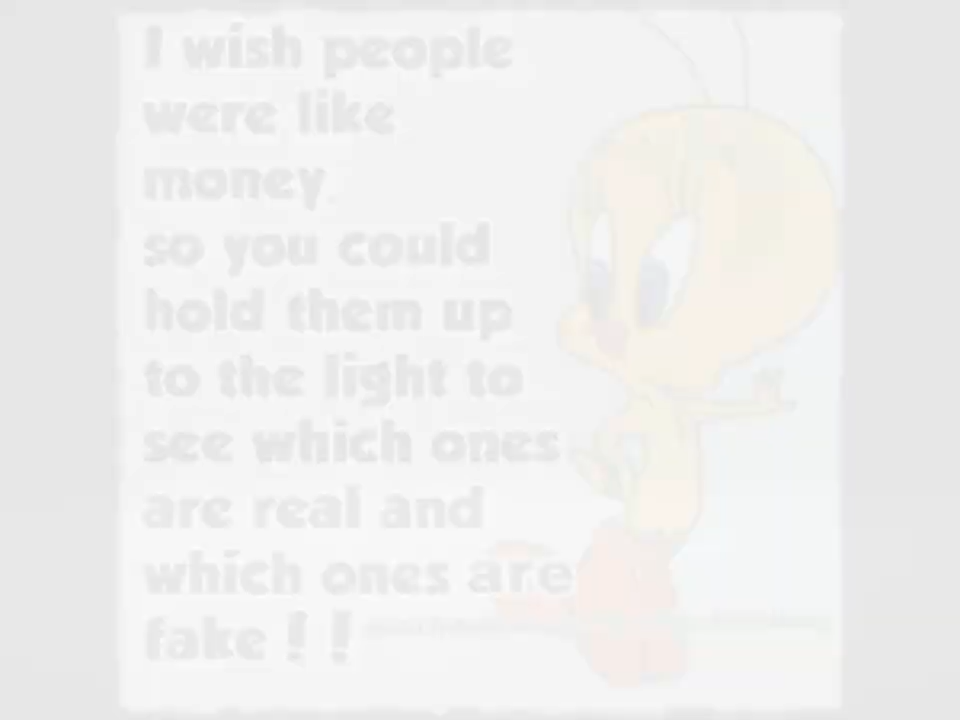 I wish people
were like
money
so you could
hold them up
to the light to
see which ones
are real and
which ones are
fake ! !